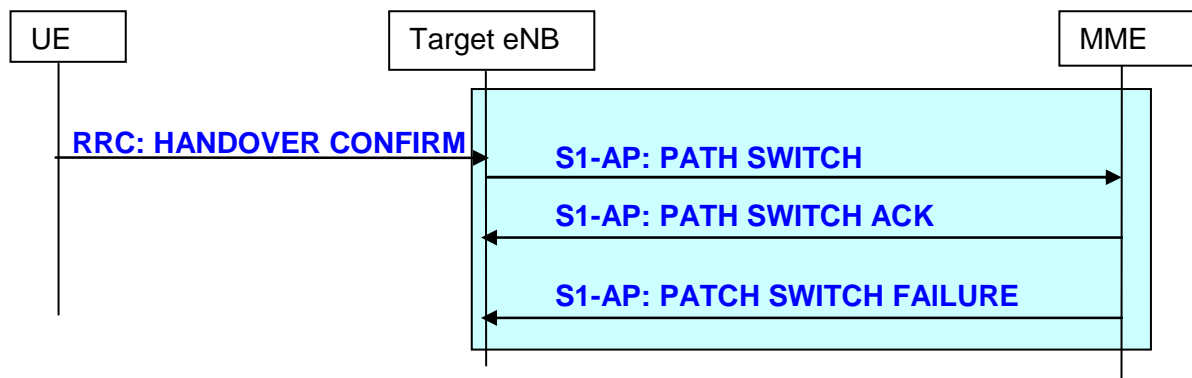 UE
Target eNB
MME
RRC: HANDOVER CONFIRM
S1-AP: PATH SWITCH
S1-AP: PATH SWITCH ACK
S1-AP: PATCH SWITCH FAILURE